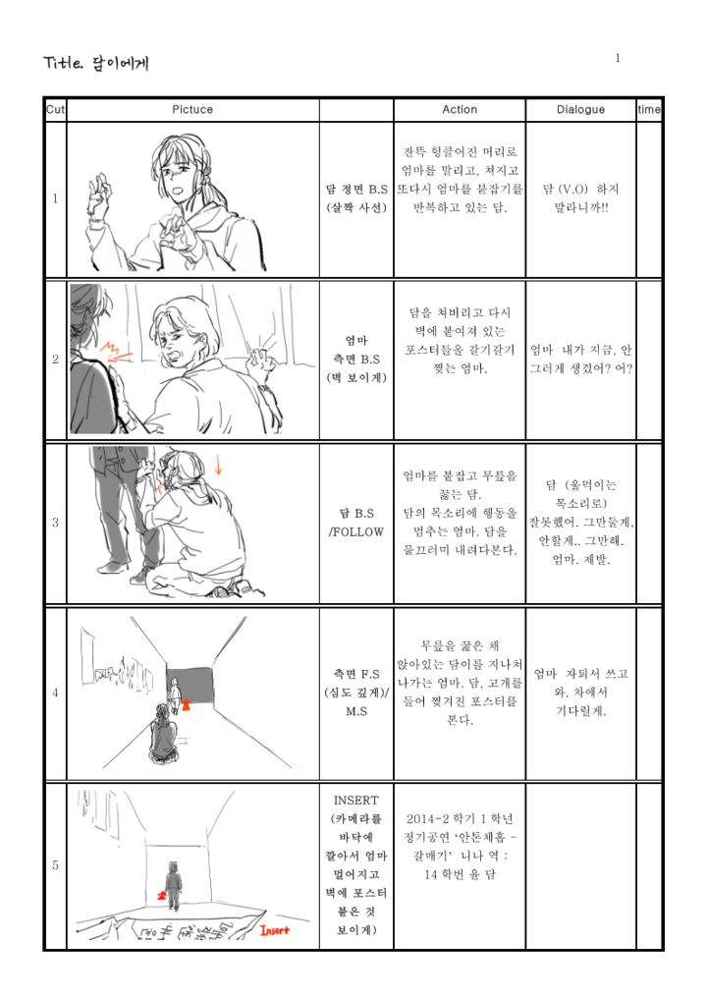 Title. 담이에게
1
Cut
Pictuce
Action
Dialogue
time
1
담 정면 B.S
(살짝 사선)
잔뜩 헝클어진 머리로
엄마를 말리고, 쳐지고
또다시 엄마를 붙잡기를
반복하고 있는 담.
담 (V.O) 하지
말라니까!!
2
엄마
측면 B.S
(벽 보이게)
담을 쳐버리고 다시
벽에 붙여져 있는
포스터들을 갈기갈기
찢는 엄마.
엄마 내가 지금, 안
그러게 생겼어? 어?
3
담 B.S
/FOLLOW
엄마를 붙잡고 무릎을
꿇는 담.
담의 목소리에 행동을
멈추는 엄마. 담을
물끄러미 내려다본다.
담 (울먹이는
목소리로)
잘못했어. 그만둘게.
안할게.. 그만해.
엄마. 제발.
4
측면 F.S
(심도 깊게)/
M.S
무릎을 꿇은 채
앉아있는 담이를 지나쳐
나가는 엄마. 담, 고개를
들어 찢겨진 포스터를
본다.
엄마 자퇴서 쓰고
와. 차에서
기다릴게.
5
Insert
INSERT
(카메라를
바닥에
깔아서 엄마
멀어지고
벽에 포스터
붙은 것
보이게)
2014-2 학기 1 학년
정기공연 '안톤체홉 -
갈매기' 니나 역 :
14 학번 윤 담